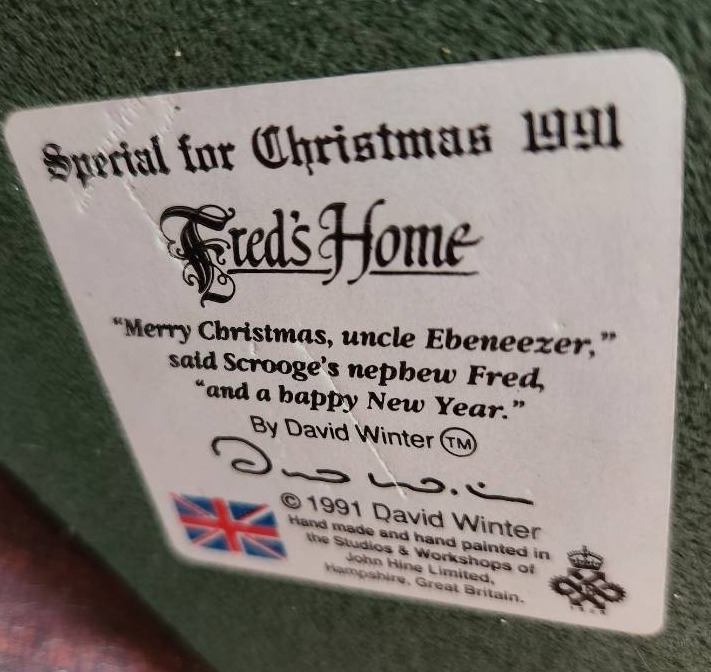 Special for Christmas 1991
Fred's Home
“Merry Christmas, uncle Ebeneezer,”
said Scrooge's nephew Fred,
“and a happy New Year.”
By David Winter TM
© 1991 David Winter
Hand made and hand painted in
the Studios & Workshops of
John Hine Limited,
Hampshire, Great Britain.